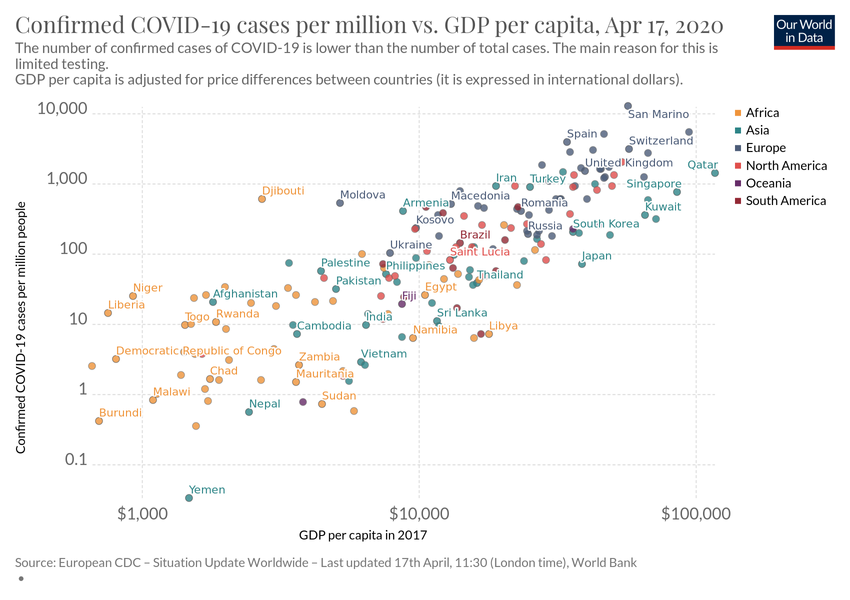 Confirmed COVID-19 cases per million vs. GDP per capita, Apr 17, 2020
Our World
in Data
The number of confirmed cases of COVID-19 is lower than the number of total cases. The main reason for this is
limited testing.
GDP per capita is adjusted for price differences between countries (it is expressed in international dollars).
10,000
1,000
100
10
1
0.1
Confirmed COVID-19 cases per million people
San Marino
Spain
Switzerland
United Kingdom
Qatar
Iran
Turkey
Singapore
Djibouti
Moldova
Macedonia
Armenia
Romania
Kuwait
Kosovo
Russia
South Korea
Brazil
Ukraine
Saint Lucia
Japan
Palestine
Philippines
Thailand
Pakistan
Egypt
Niger
Afghanistan
Fiji
Liberia
Togo
Rwanda
India
Sri Lanka
Cambodia
Namibia
Libya
Democratic Republic of Congo
Zambia
Vietnam
Chad
Mauritania
Malawi
Sudan
Nepal
Burundi
Yemen
$1,000
$10,000
$100,000
GDP per capita in 2017
Africa
Asia
Europe
North America
Oceania
South America
Source: European CDC – Situation Update Worldwide – Last updated 17th April, 11:30 (London time), World Bank